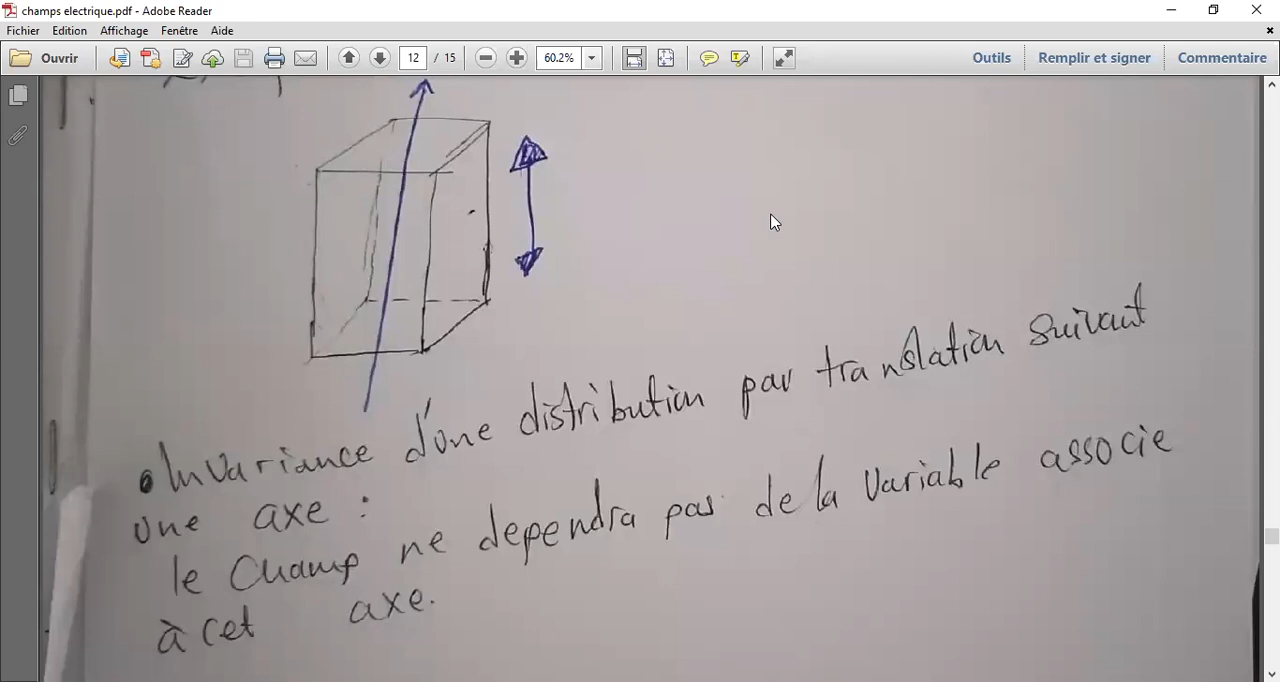 champs electrique.pdf - Adobe Reader
Fichier Edition Affichage Fenêtre Aide
Ouvrir 12 / 15 60.2% Outils Remplir et signer Commentaire
• Invariance d'une distribution par translation suivant
une axe :
le Champ ne dependra pas de la variable associe
à cet axe.